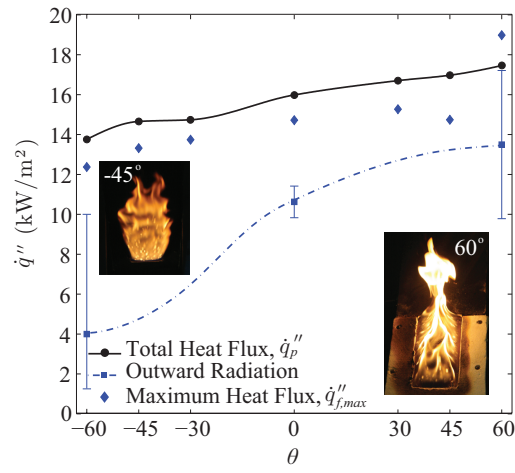 22
20
18
16
14
12
10
8
6
4
2
0
q̇″ (kW/m²)
-45°
60°
Total Heat Flux, q̇″p
Outward Radiation
Maximum Heat Flux, q̇″f,max
−60 −45 −30 0 30 45 60
θ